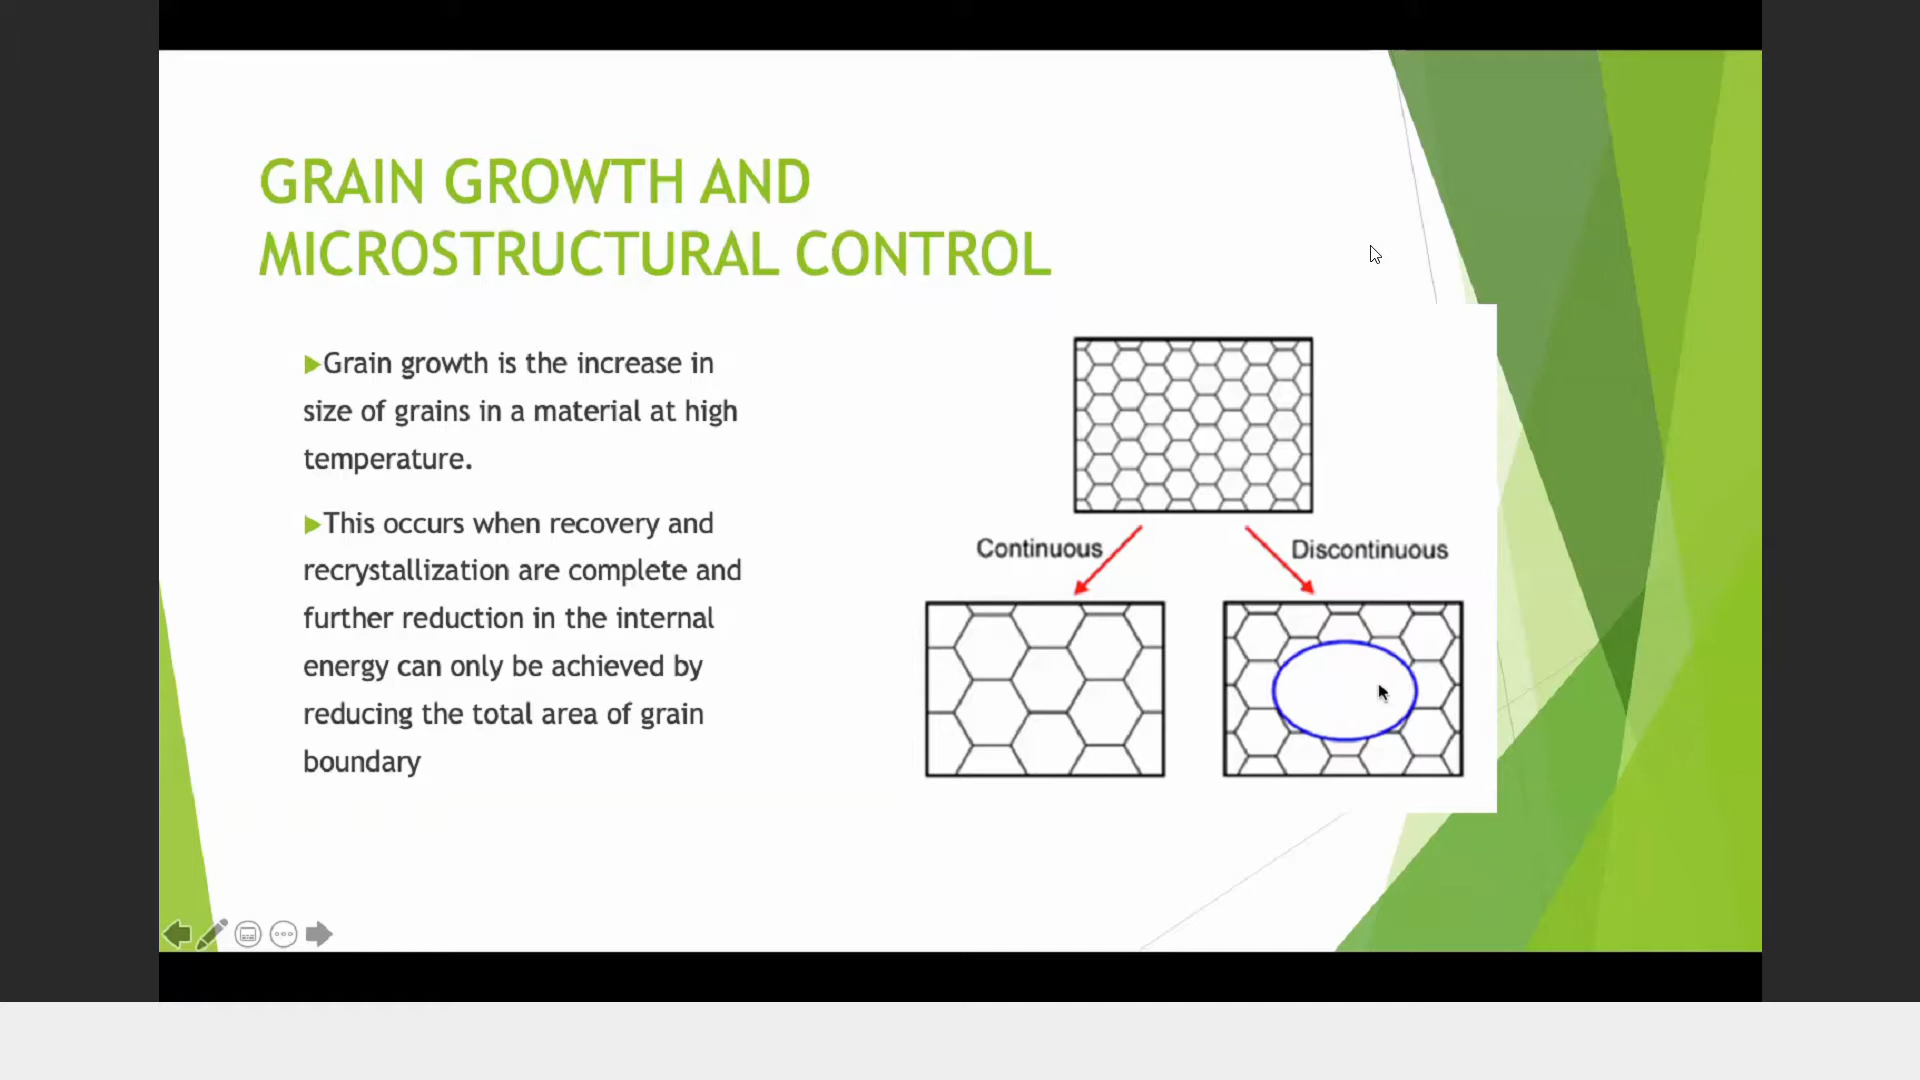 GRAIN GROWTH AND
MICROSTRUCTURAL CONTROL
Grain growth is the increase in
size of grains in a material at high
temperature.
This occurs when recovery and
recrystallization are complete and
further reduction in the internal
energy can only be achieved by
reducing the total area of grain
boundary
Continuous
Discontinuous